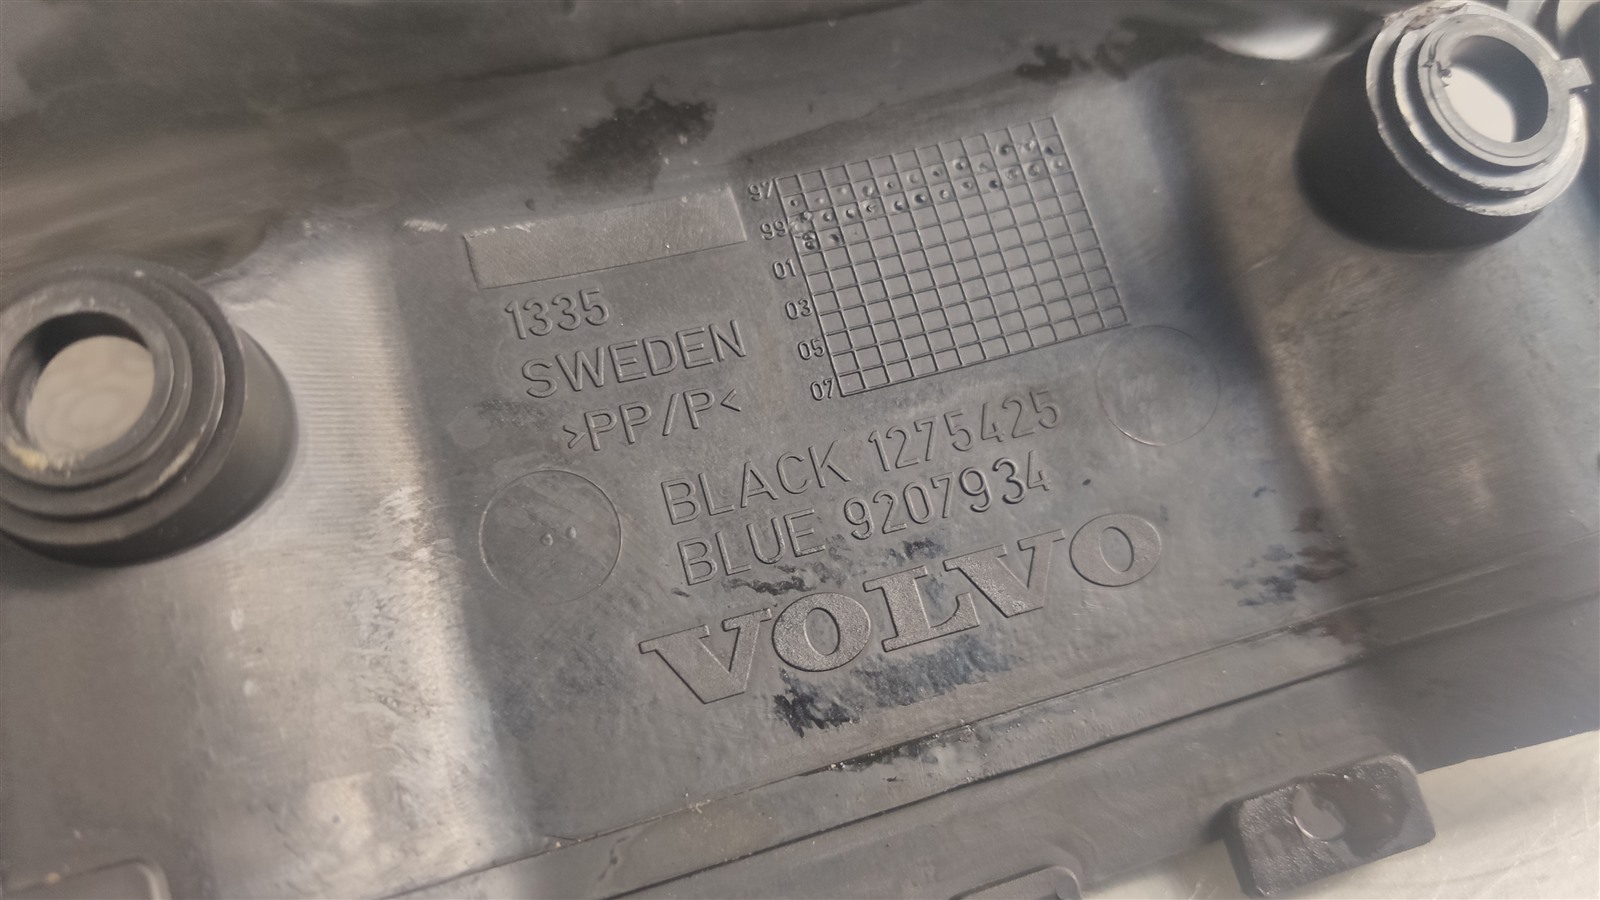 97
99
01
03
05
07
1335
SWEDEN
>PP/P<
BLACK 1275425
BLUE 9207934
VOLVO